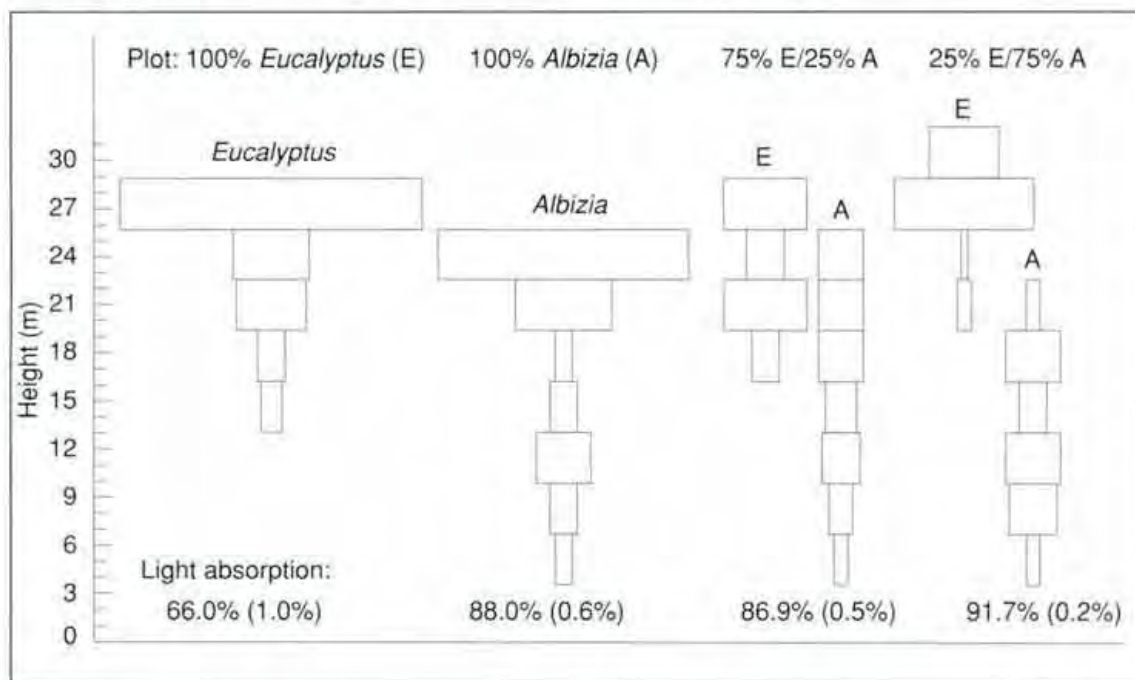 Plot: 100% Eucalyptus (E)
100% Albizia (A)
75% E/25% A
25% E/75% A
Eucalyptus
Albizia
E
A
E
A
Height (m)
30
27
24
21
18
15
12
9
6
3
0
Light absorption:
66.0% (1.0%)
88.0% (0.6%)
86.9% (0.5%)
91.7% (0.2%)